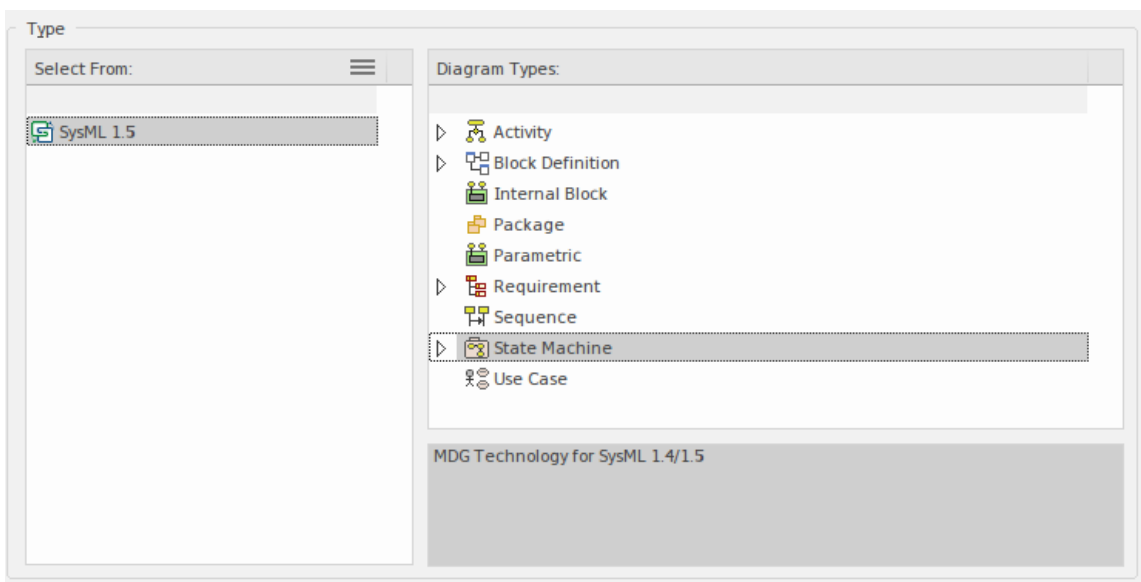 Type
Select From:
SysML 1.5
Diagram Types:
Activity
Block Definition
Internal Block
Package
Parametric
Requirement
Sequence
State Machine
Use Case
MDG Technology for SysML 1.4/1.5